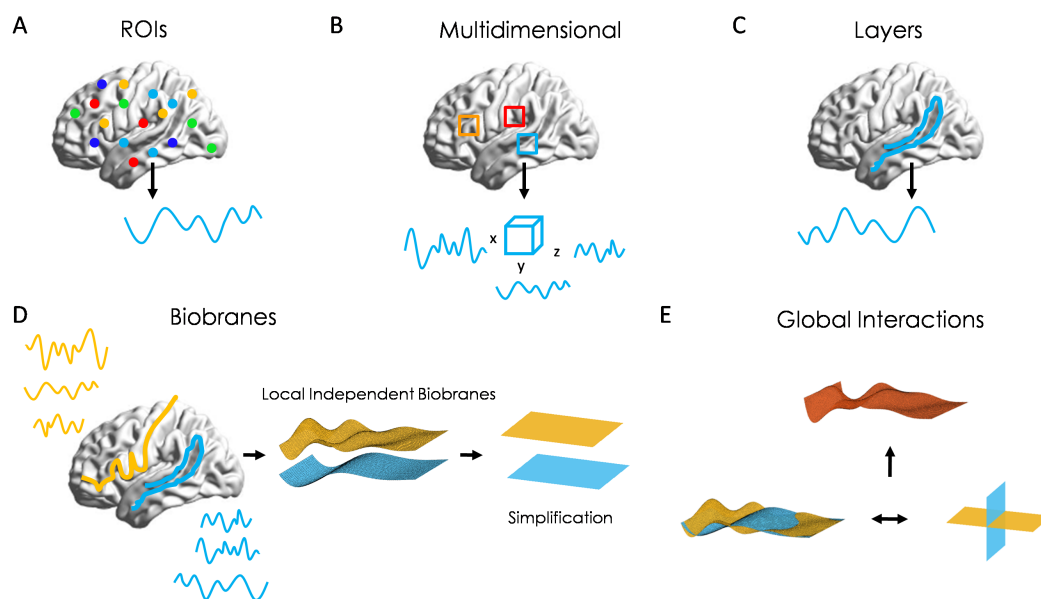 A
ROIs
B
Multidimensional
C
Layers
x
y
z
D
Biobranes
Local Independent Biobranes
Simplification
E
Global Interactions